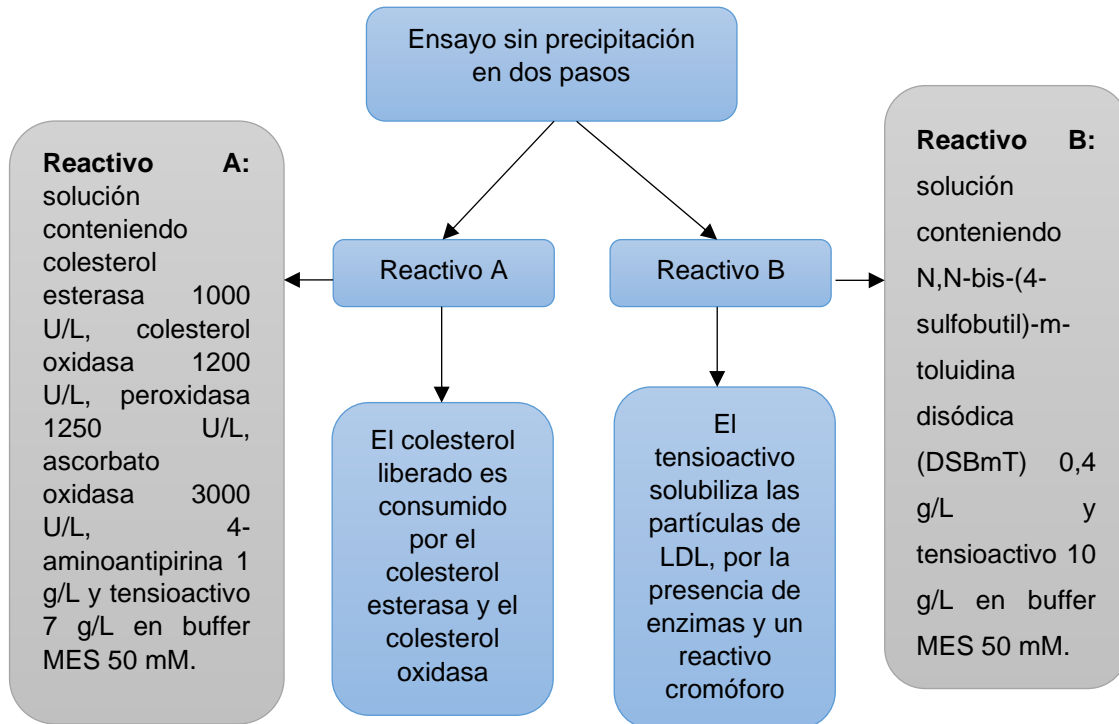 Ensayo sin precipitación
en dos pasos
Reactivo A:
solución
conteniendo
colesterol
esterasa 1000
U/L, colesterol
oxidasa 1200
U/L, peroxidasa
1250 U/L,
ascorbato
oxidasa 3000
U/L, 4-
aminoantipirina 1
g/L y tensioactivo
7 g/L en buffer
MES 50 mM.
Reactivo A
El colesterol
liberado es
consumido
por el
colesterol
esterasa y el
colesterol
oxidasa
Reactivo B
El
tensioactivo
solubiliza las
partículas de
LDL, por la
presencia de
enzimas y un
reactivo
cromóforo
Reactivo B:
solución
conteniendo
N,N-bis-(4-
sulfobutil)-m-
toluidina
disódica
(DSBmT) 0,4
g/L y
tensioactivo 10
g/L en buffer
MES 50 mM.